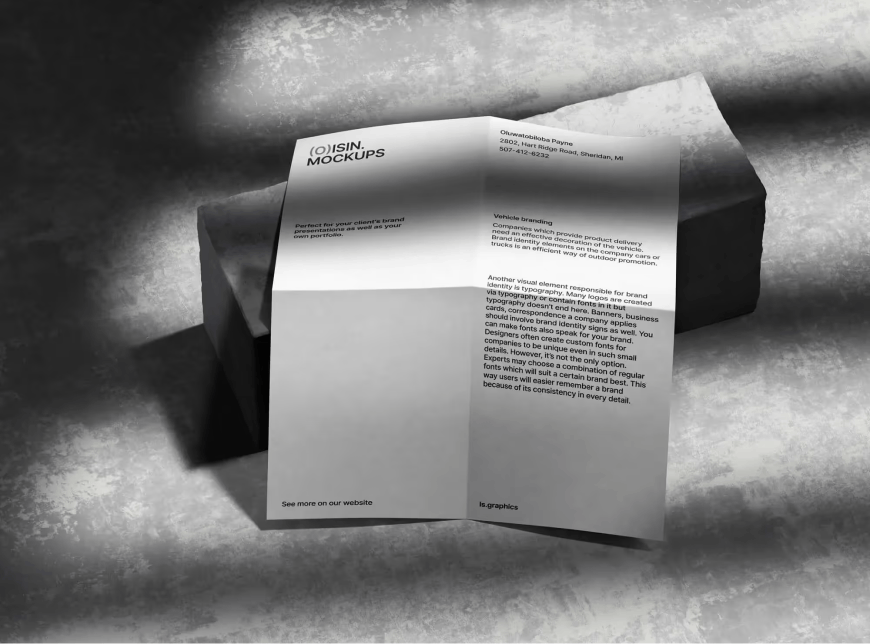 (O)ISIN.
MOCKUPS
Perfect for your client's brand
presentations as well as your
own portfolio.
See more on our website
Oluwatobiloba Payne
2802, Hart Ridge Road, Sheridan, MI
507-412-6232
Vehicle branding
Companies which provide product delivery
need an effective decoration of the vehicle.
Brand identity elements on the company cars or
trucks is an efficient way of outdoor promotion.
Another visual element responsible for brand
identity is typography. Many logos are created
via typography or contain fonts in it but
typography doesn't end here. Banners, business
cards, correspondence a company applies
should involve brand identity signs as well. You
can make fonts also speak for your brand.
Designers often create custom fonts for
companies to be unique even in such small
details. However, it's not the only option.
Experts may choose a combination of regular
fonts which will suit a certain brand best. This
way users will easier remember a brand
because of its consistency in every detail.
ls.graphics